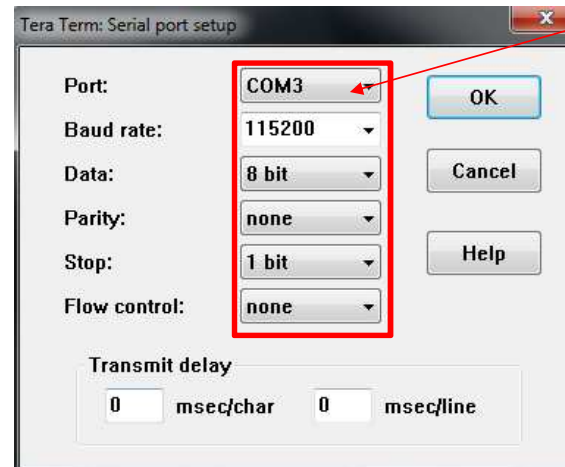 Tera Term: Serial port setup
Port: COM3 OK
Baud rate: 115200
Data: 8 bit Cancel
Parity: none
Stop: 1 bit Help
Flow control: none
Transmit delay
0 msec/char 0 msec/line